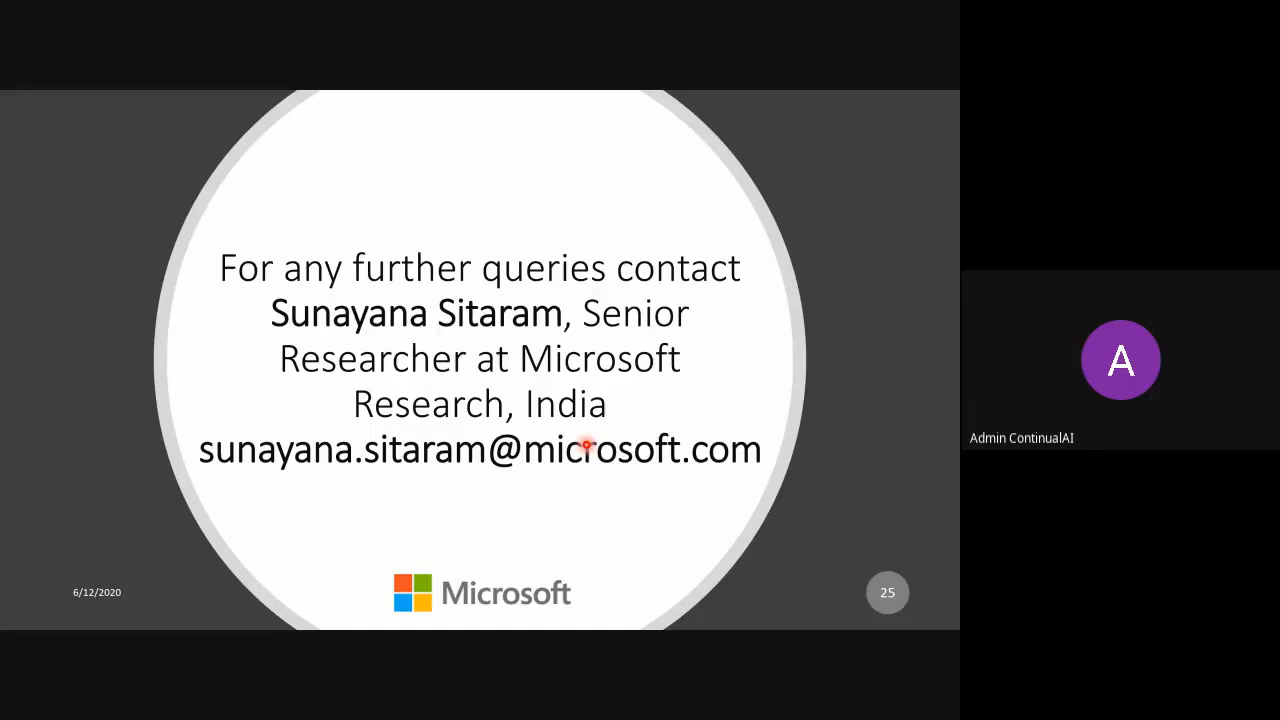 For any further queries contact
Sunayana Sitaram, Senior
Researcher at Microsoft
Research, India
sunayana.sitaram@microsoft.com
Microsoft
6/12/2020
25
A
Admin ContinualAI